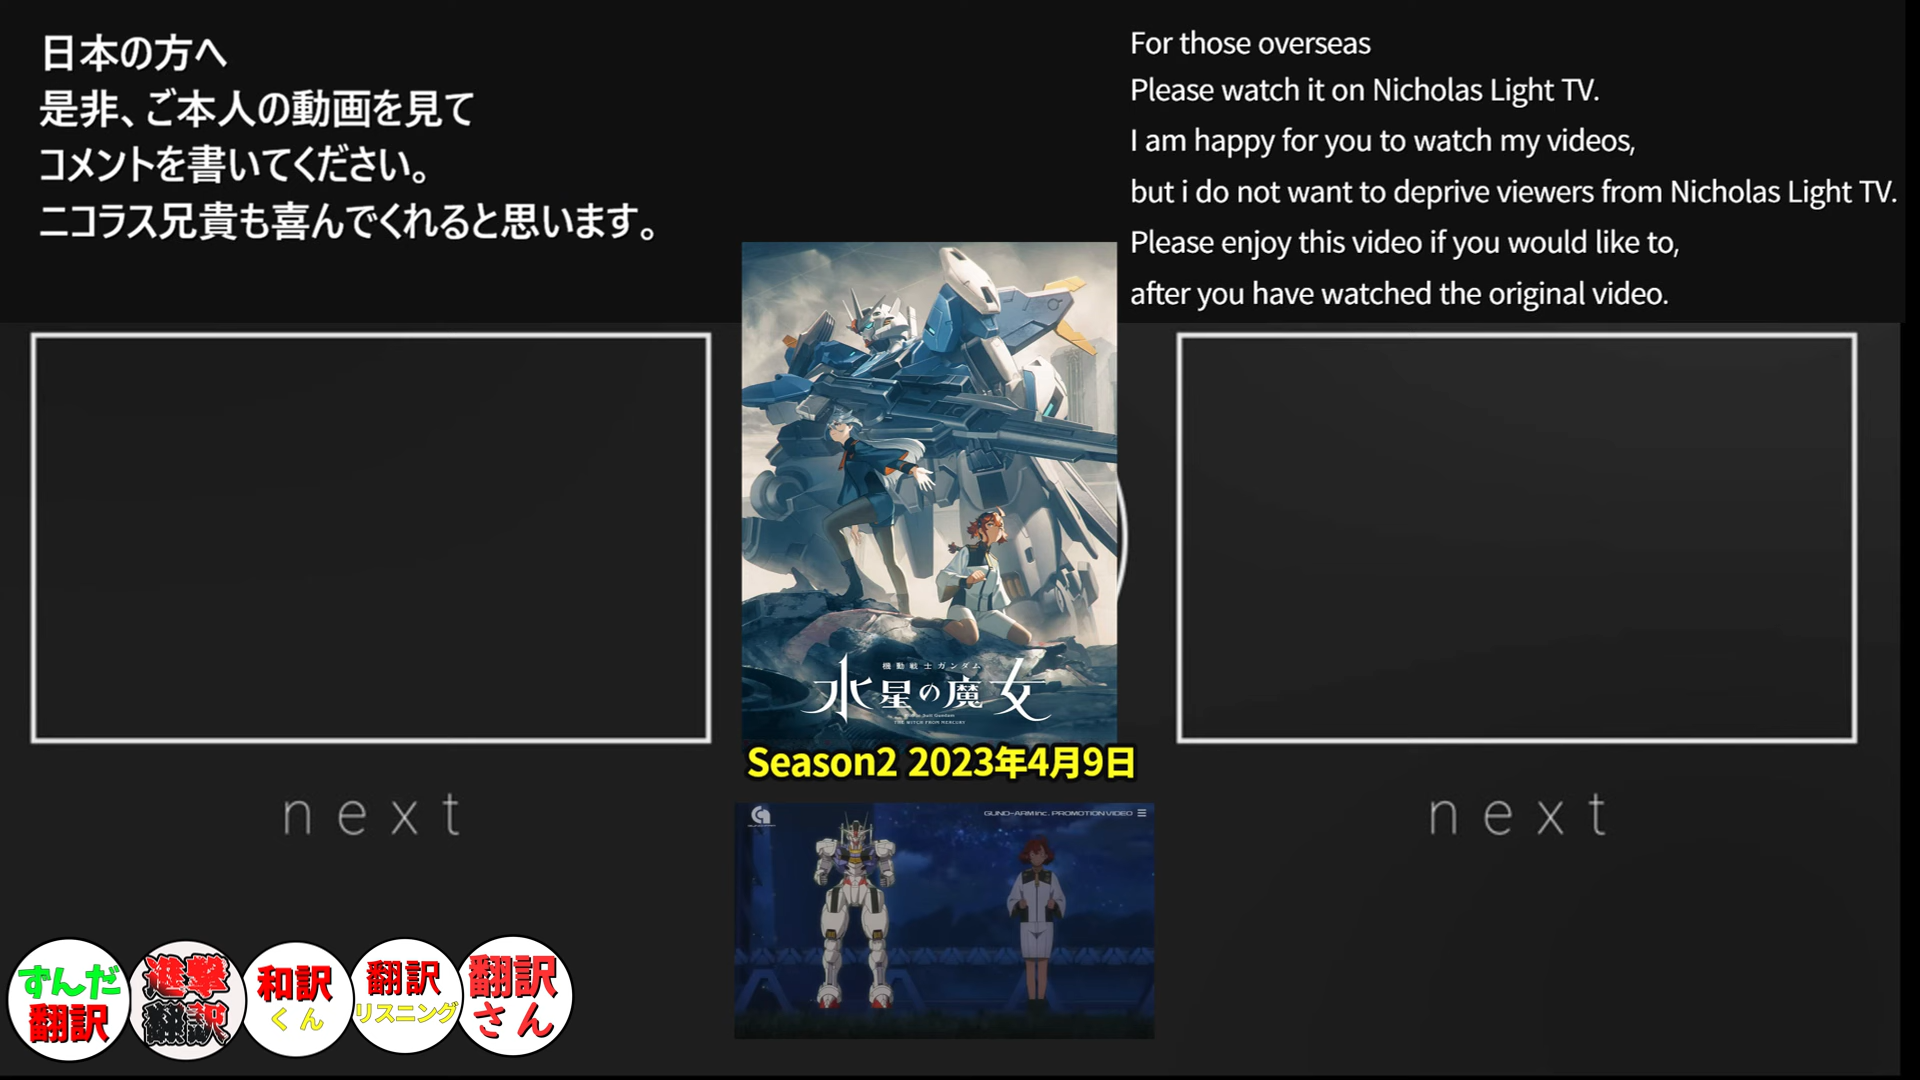 日本の方へ
是非、ご本人の動画を見て
コメントを書いてください。
ニコラス兄貴も喜んでくれると思います。
For those overseas
Please watch it on Nicholas Light TV.
I am happy for you to watch my videos,
but i do not want to deprive viewers from Nicholas Light TV.
Please enjoy this video if you would like to,
after you have watched the original video.
機動戦士ガンダム
水星の魔女
THE WITCH FROM MERCURY
Season2 2023年4月9日
next
next
GUND-ARM Inc. PROMOTION VIDEO
ずんだ
翻訳
進撃
翻訳
和訳
くん
翻訳
リスニング
翻訳
さん